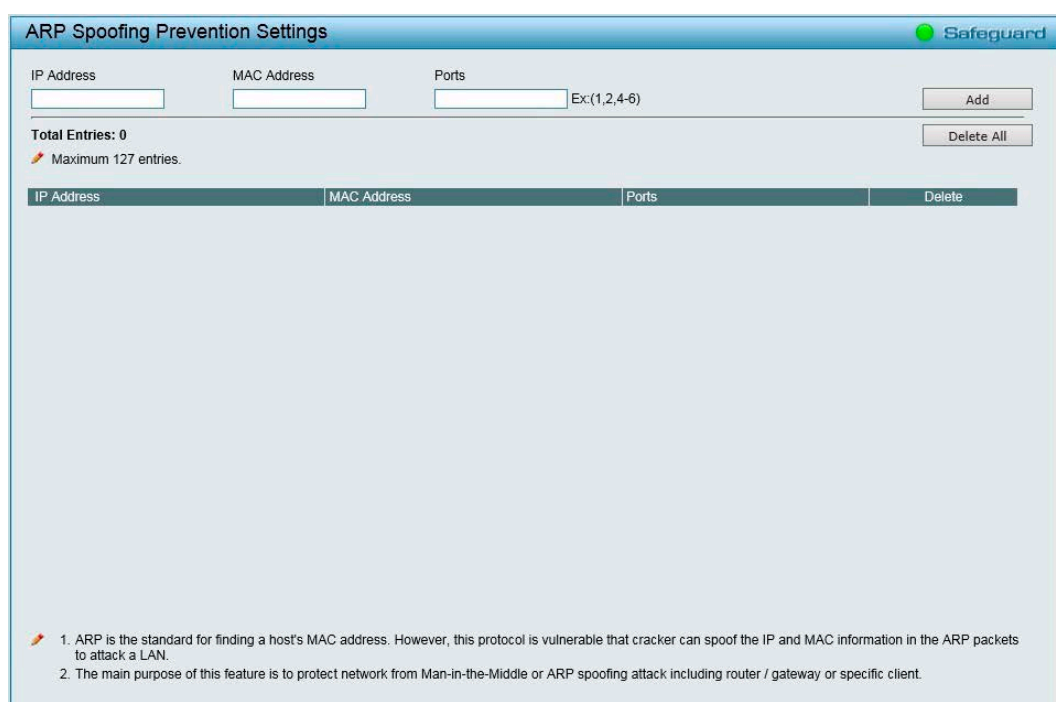 ARP Spoofing Prevention Settings
Safeguard
IP Address MAC Address Ports
Ex:(1,2,4-6) Add
Total Entries: 0 Delete All
Maximum 127 entries.
IP Address MAC Address Ports Delete
1. ARP is the standard for finding a host's MAC address. However, this protocol is vulnerable that cracker can spoof the IP and MAC information in the ARP packets
to attack a LAN.
2. The main purpose of this feature is to protect network from Man-in-the-Middle or ARP spoofing attack including router / gateway or specific client.